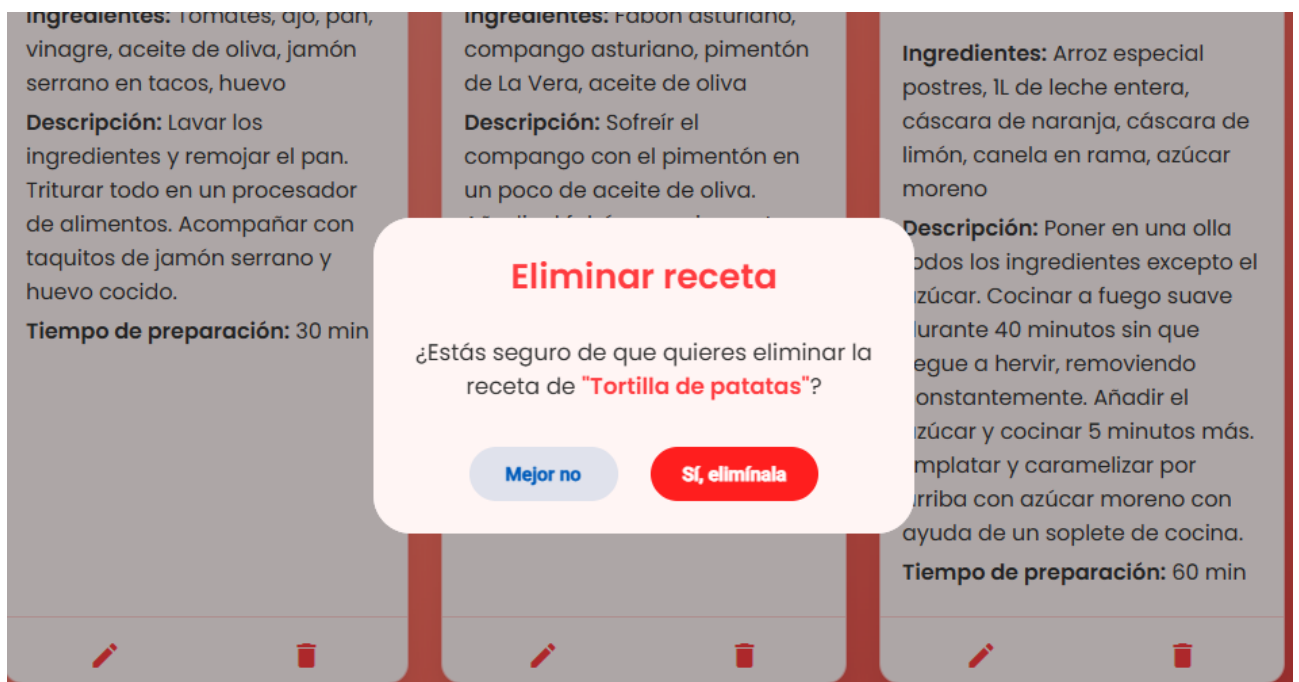 Ingredientes: Tomates, ajo, pan,
vinagre, aceite de oliva, jamón
serrano en tacos, huevo
Descripción: Lavar los
ingredientes y remojar el pan.
Triturar todo en un procesador
de alimentos. Acompañar con
taquitos de jamón serrano y
huevo cocido.
Tiempo de preparación: 30 min
Ingredientes: Fabón asturiano,
compango asturiano, pimentón
de La Vera, aceite de oliva
Descripción: Sofreír el
compango con el pimentón en
un poco de aceite de oliva.
Ingredientes: Arroz especial
postres, 1L de leche entera,
cáscara de naranja, cáscara de
limón, canela en rama, azúcar
moreno
Descripción: Poner en una olla
todos los ingredientes excepto el
azúcar. Cocinar a fuego suave
durante 40 minutos sin que
llegue a hervir, removiendo
constantemente. Añadir el
azúcar y cocinar 5 minutos más.
Emplatar y caramelizar por
arriba con azúcar moreno con
ayuda de un soplete de cocina.
Tiempo de preparación: 60 min
Eliminar receta
¿Estás seguro de que quieres eliminar la
receta de "Tortilla de patatas"?
Mejor no
Sí, elimínala